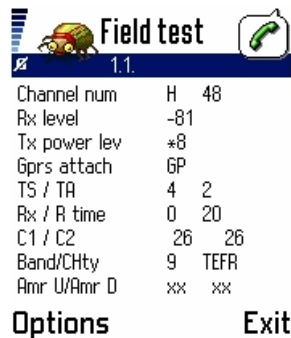 Field test
1.1.
Channel num H 48
Rx level -81
Tx power lev *8
Gprs attach GP
TS / TA 4 2
Rx / R time 0 20
C1 / C2 26 26
Band/CHty 9 TEFR
Amr U/Amr D xx xx
Options Exit